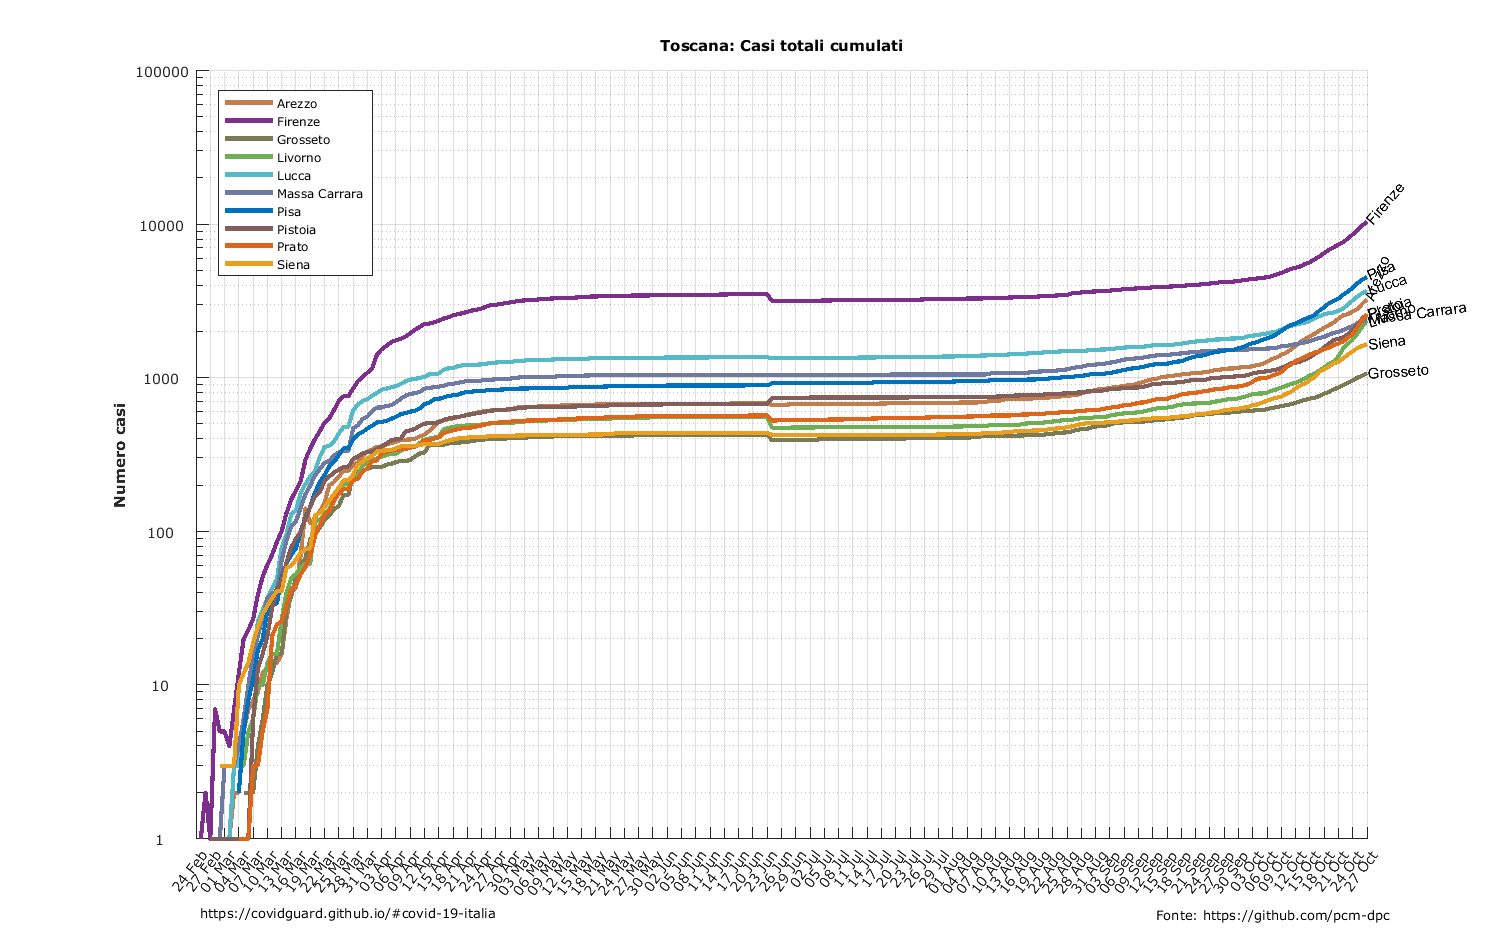 Toscana: Casi totali cumulati
100000
10000
1000
100
10
1
Numero casi
Arezzo
Firenze
Grosseto
Livorno
Lucca
Massa Carrara
Pisa
Pistoia
Prato
Siena
Firenze
Pisa
Arezzo
Lucca
Prato
Pistoia
Livorno
Massa Carrara
Siena
Grosseto
24 Feb
27 Feb
01 Mar
04 Mar
07 Mar
10 Mar
13 Mar
16 Mar
19 Mar
22 Mar
25 Mar
28 Mar
31 Mar
03 Apr
06 Apr
09 Apr
12 Apr
15 Apr
18 Apr
21 Apr
24 Apr
27 Apr
30 Apr
03 May
06 May
09 May
12 May
15 May
18 May
21 May
24 May
27 May
30 May
02 Jun
05 Jun
08 Jun
11 Jun
14 Jun
17 Jun
20 Jun
23 Jun
26 Jun
29 Jun
02 Jul
05 Jul
08 Jul
11 Jul
14 Jul
17 Jul
20 Jul
23 Jul
26 Jul
29 Jul
01 Aug
04 Aug
07 Aug
10 Aug
13 Aug
16 Aug
19 Aug
22 Aug
25 Aug
28 Aug
31 Aug
03 Sep
06 Sep
09 Sep
12 Sep
15 Sep
18 Sep
21 Sep
24 Sep
27 Sep
30 Sep
03 Oct
06 Oct
09 Oct
12 Oct
15 Oct
18 Oct
21 Oct
24 Oct
27 Oct
https://covidguard.github.io/#covid-19-italia
Fonte: https://github.com/pcm-dpc